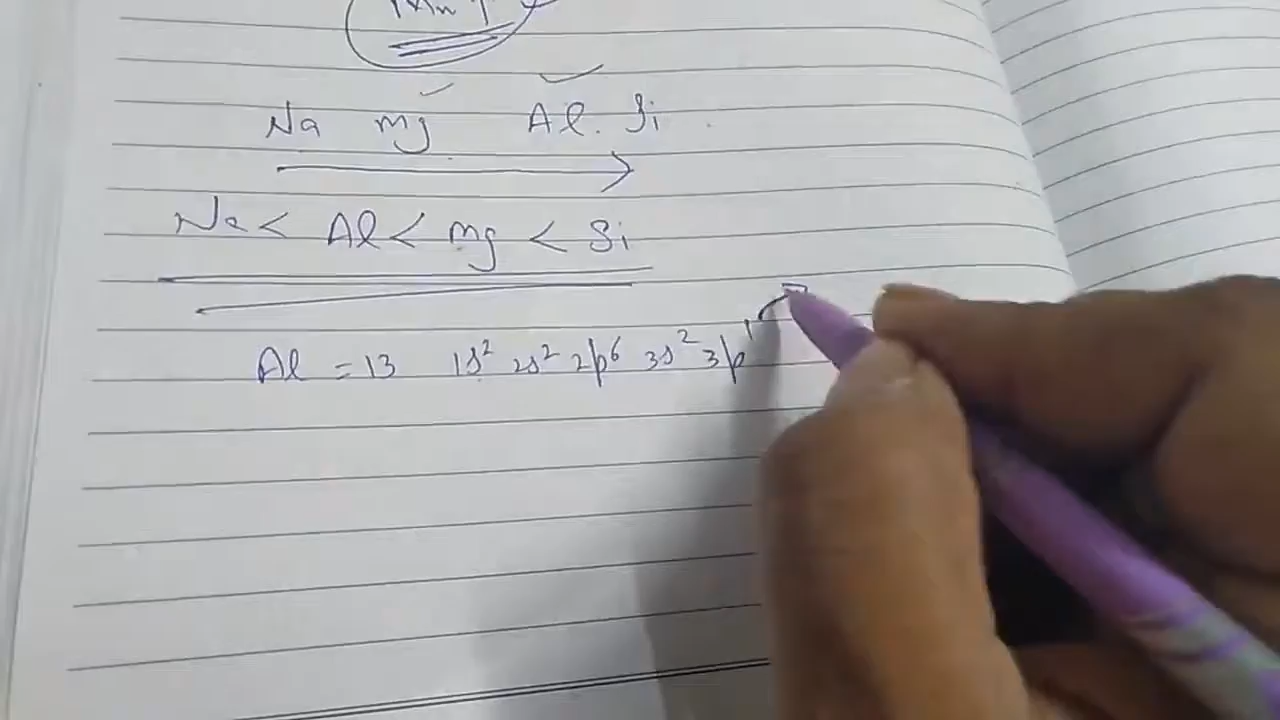 Na mg Al. Si
Na < Al < mg < Si
Al = 13 1s² 2s² 2p⁶ 3s² 3p¹